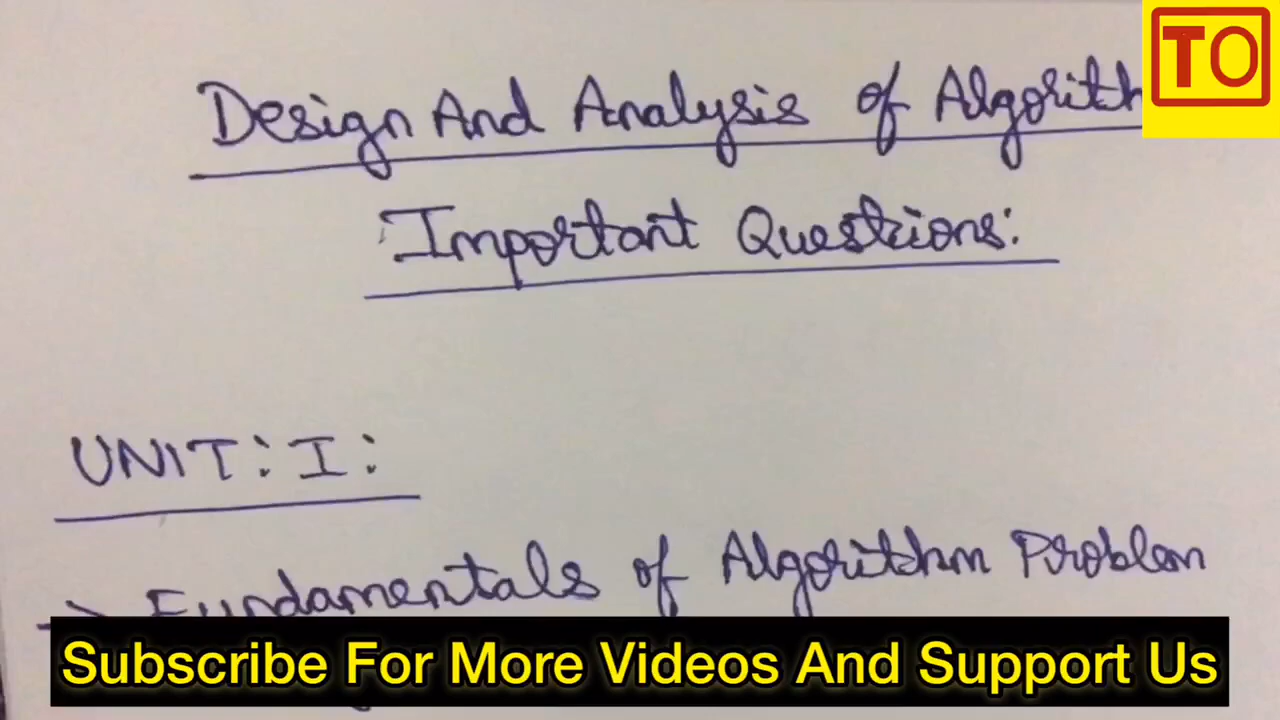 TO
Design And Analysis of Algorith
Important Questions:
UNIT: I:
→ Fundamentals of Algorithm Problem
Subscribe For More Videos And Support Us